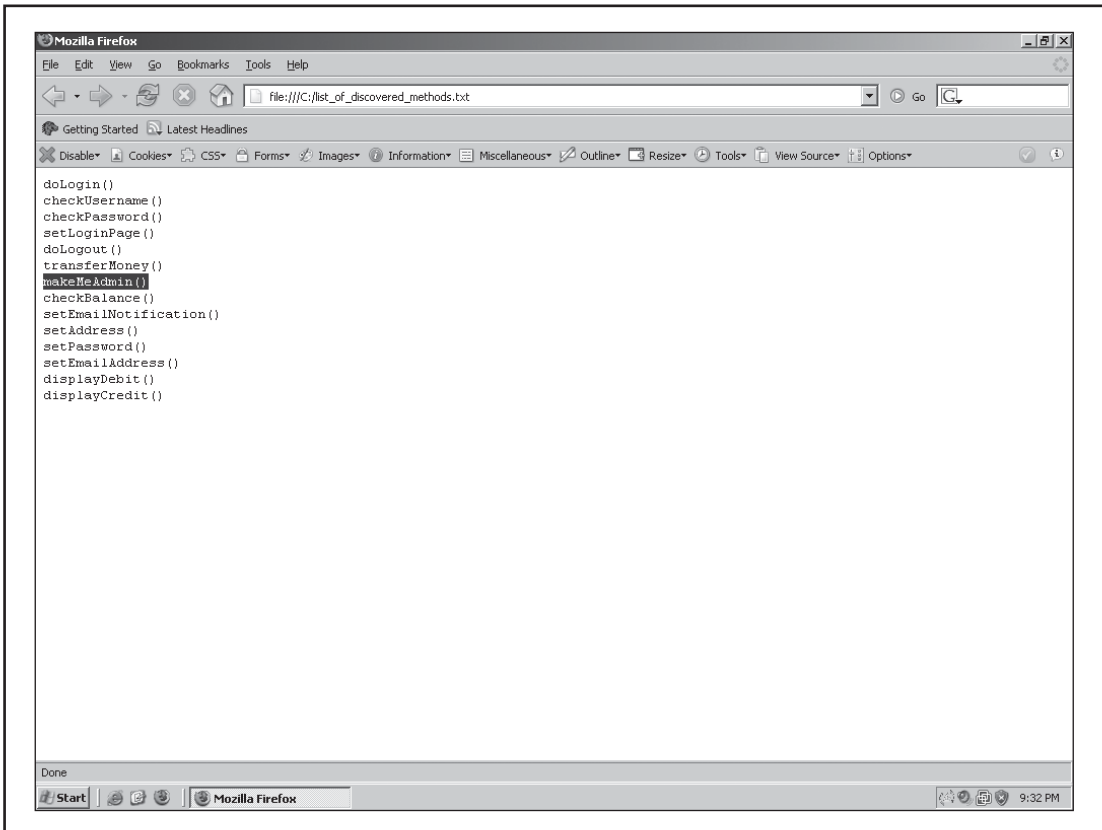 Mozilla Firefox
File Edit View Go Bookmarks Tools Help
file:///C:/list_of_discovered_methods.txt Go G
Getting Started Latest Headlines
Disable Cookies CSS Forms Images Information Miscellaneous Outline Resize Tools View Source Options
doLogin()
checkUsername()
checkPassword()
setLoginPage()
doLogout()
transferMoney()
makeMeAdmin()
checkBalance()
setEmailNotification()
setAddress()
setPassword()
setEmailAddress()
displayDebit()
displayCredit()
Done
Start Mozilla Firefox 9:32 PM